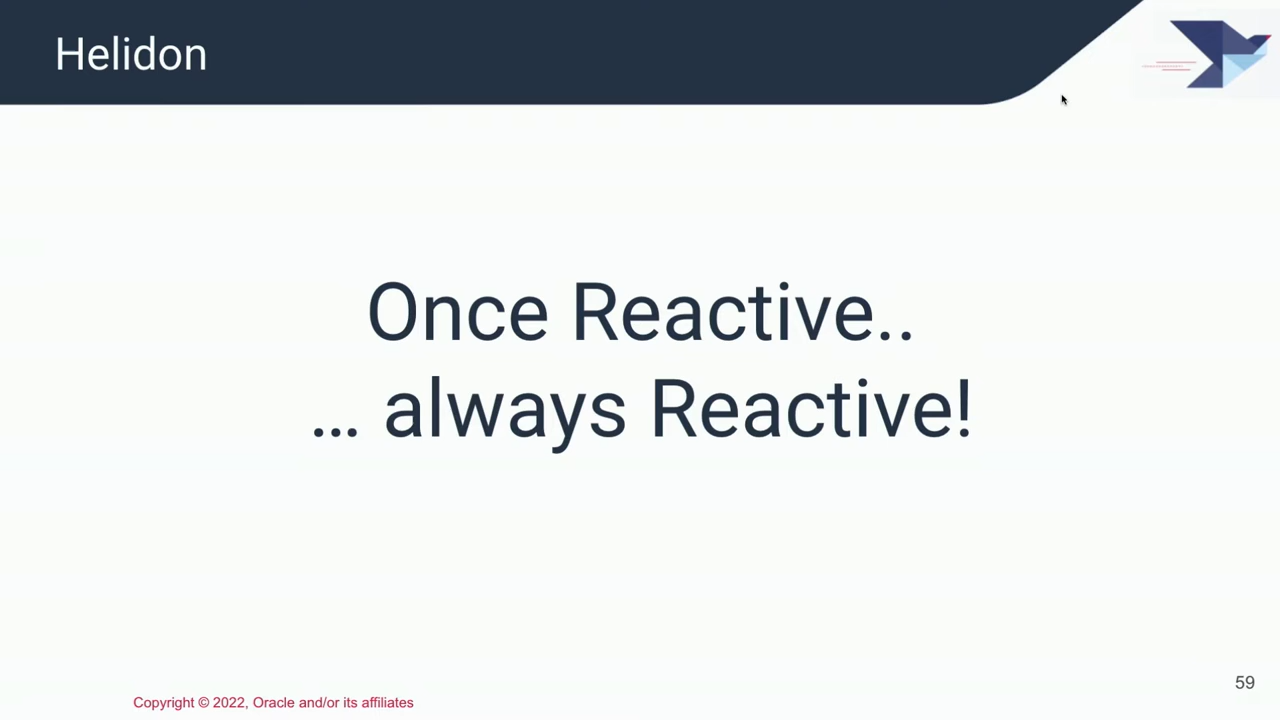 Helidon
Once Reactive..
... always Reactive!
Copyright © 2022, Oracle and/or its affiliates
59